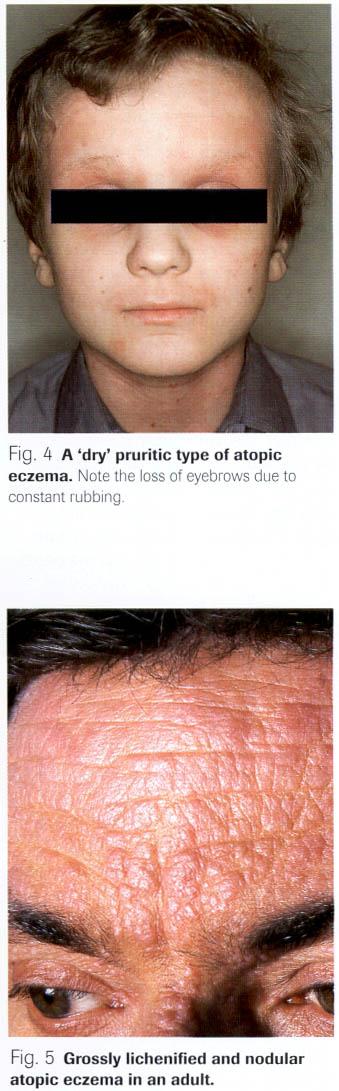 Fig. 4 A ‘dry’ pruritic type of atopic
eczema. Note the loss of eyebrows due to
constant rubbing.
Fig. 5 Grossly lichenified and nodular
atopic eczema in an adult.